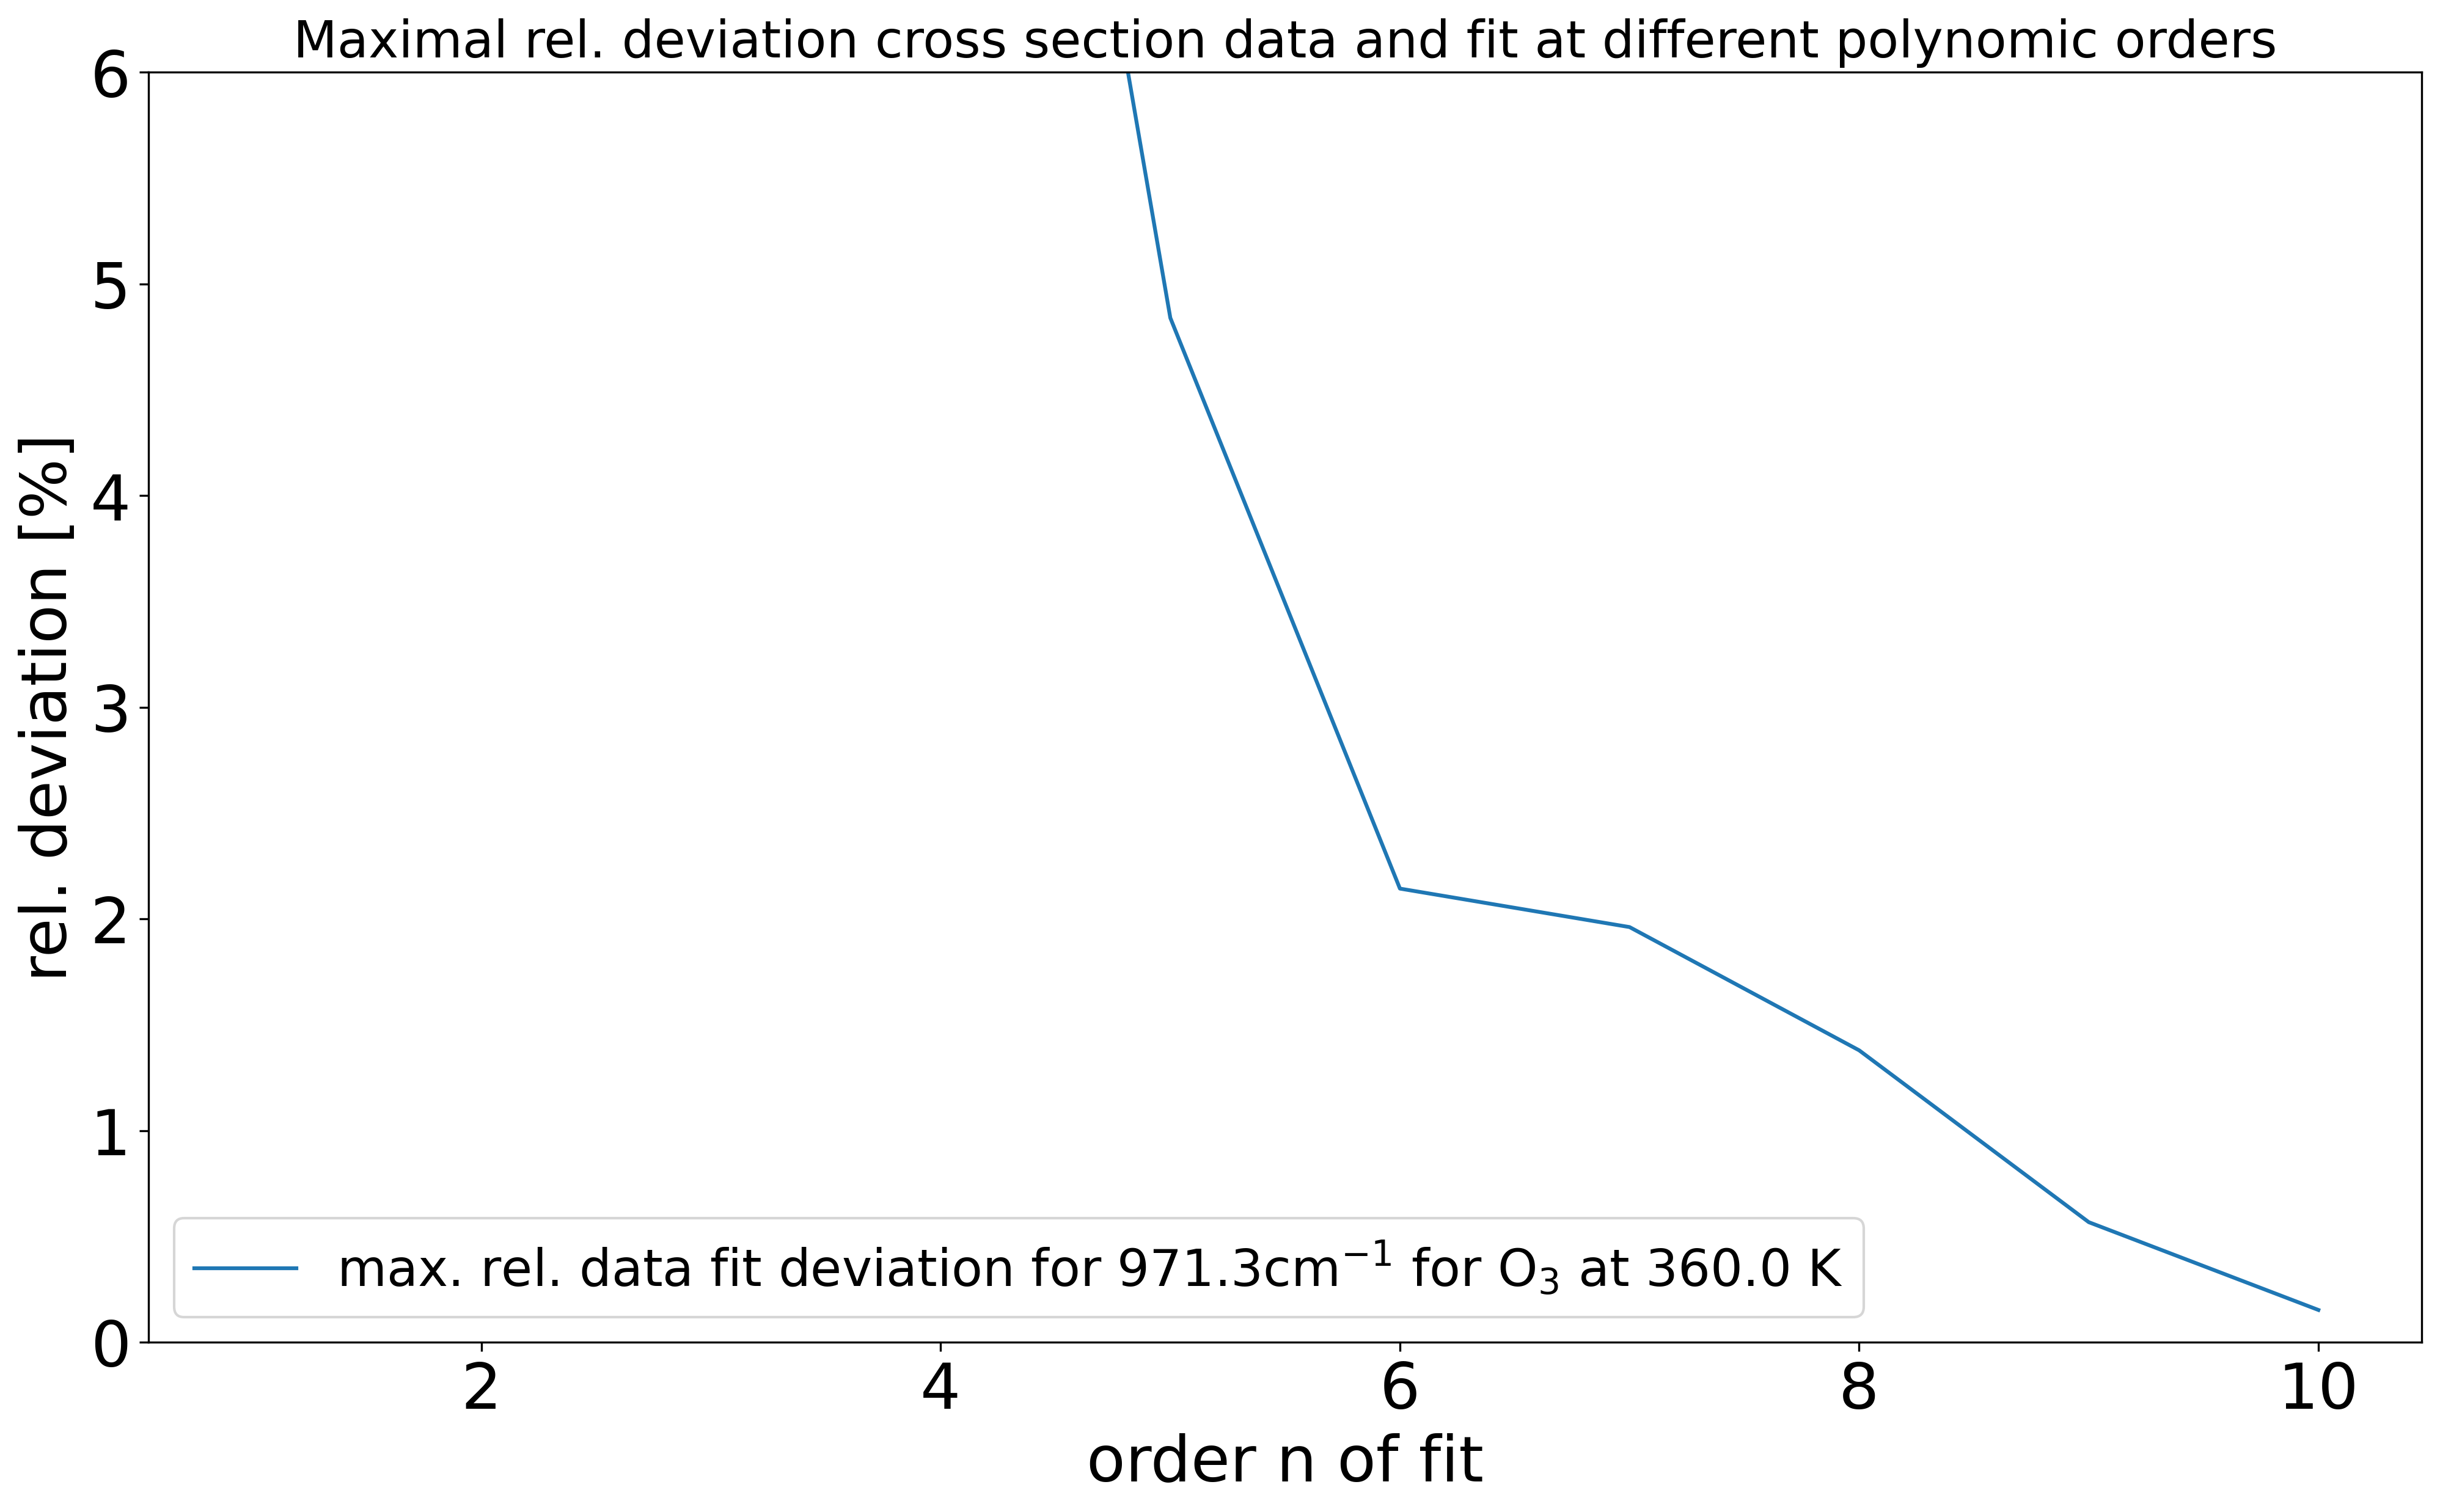 Maximal rel. deviation cross section data and fit at different polynomic orders
6
5
4
3
2
1
0
rel. deviation [%]
max. rel. data fit deviation for 971.3cm⁻¹ for O₃ at 360.0 K
2 4 6 8 10
order n of fit